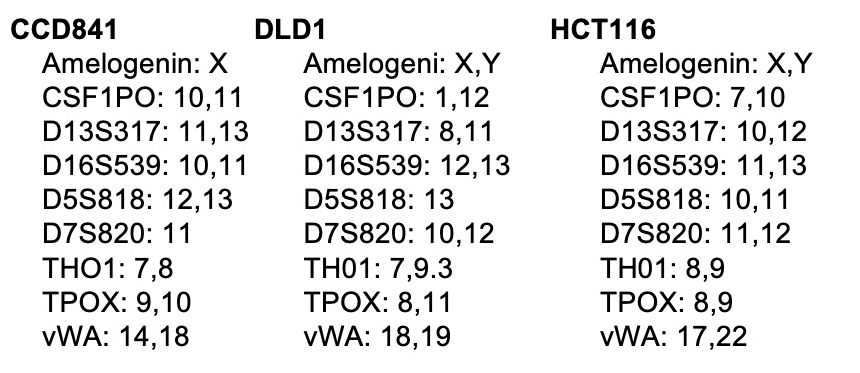 CCD841
Amelogenin: X
CSF1PO: 10,11
D13S317: 11,13
D16S539: 10,11
D5S818: 12,13
D7S820: 11
THO1: 7,8
TPOX: 9,10
vWA: 14,18
DLD1
Amelogeni: X,Y
CSF1PO: 1,12
D13S317: 8,11
D16S539: 12,13
D5S818: 13
D7S820: 10,12
TH01: 7,9.3
TPOX: 8,11
vWA: 18,19
HCT116
Amelogenin: X,Y
CSF1PO: 7,10
D13S317: 10,12
D16S539: 11,13
D5S818: 10,11
D7S820: 11,12
TH01: 8,9
TPOX: 8,9
vWA: 17,22